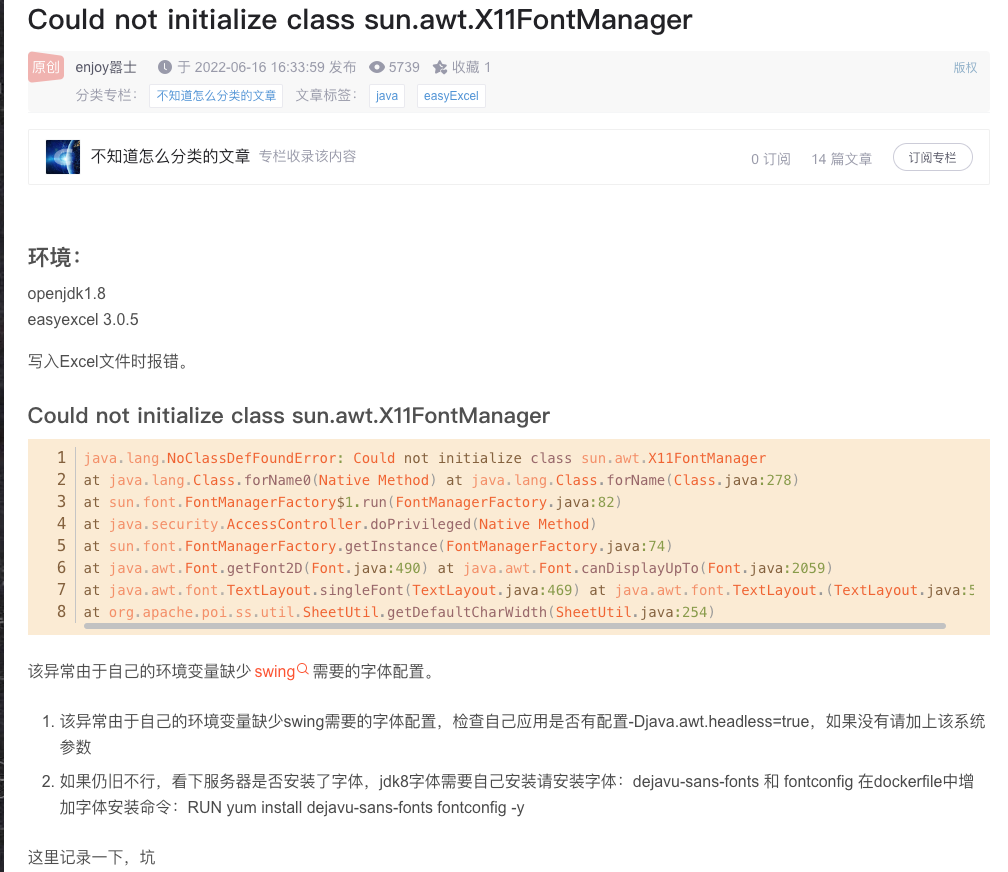 Could not initialize class sun.awt.X11FontManager
原创 enjoy嚣士 于 2022-06-16 16:33:59 发布 5739 收藏 1 版权
分类专栏： 不知道怎么分类的文章 文章标签： java easyExcel
不知道怎么分类的文章 专栏收录该内容 0 订阅 14 篇文章 订阅专栏
环境：
openjdk1.8
easyexcel 3.0.5
写入Excel文件时报错。
Could not initialize class sun.awt.X11FontManager
1 java.lang.NoClassDefFoundError: Could not initialize class sun.awt.X11FontManager
2 at java.lang.Class.forName0(Native Method) at java.lang.Class.forName(Class.java:278)
3 at sun.font.FontManagerFactory$1.run(FontManagerFactory.java:82)
4 at java.security.AccessController.doPrivileged(Native Method)
5 at sun.font.FontManagerFactory.getInstance(FontManagerFactory.java:74)
6 at java.awt.Font.getFont2D(Font.java:490) at java.awt.Font.canDisplayUpTo(Font.java:2059)
7 at java.awt.font.TextLayout.singleFont(TextLayout.java:469) at java.awt.font.TextLayout.(TextLayout.java:5
8 at org.apache.poi.ss.util.SheetUtil.getDefaultCharWidth(SheetUtil.java:254)
该异常由于自己的环境变量缺少 swing 需要的字体配置。
1. 该异常由于自己的环境变量缺少swing需要的字体配置，检查自己应用是否有配置-Djava.awt.headless=true，如果没有请加上该系统
参数
2. 如果仍旧不行，看下服务器是否安装了字体，jdk8字体需要自己安装请安装字体：dejavu-sans-fonts 和 fontconfig 在dockerfile中增
加字体安装命令：RUN yum install dejavu-sans-fonts fontconfig -y
这里记录一下，坑